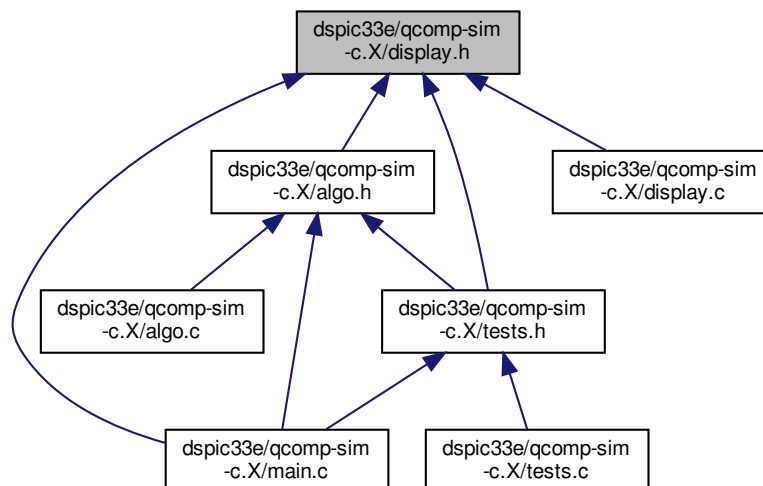 dspic33e/qcomp-sim
-c.X/display.h
dspic33e/qcomp-sim
-c.X/algo.h
dspic33e/qcomp-sim
-c.X/display.c
dspic33e/qcomp-sim
-c.X/algo.c
dspic33e/qcomp-sim
-c.X/tests.h
dspic33e/qcomp-sim
-c.X/main.c
dspic33e/qcomp-sim
-c.X/tests.c